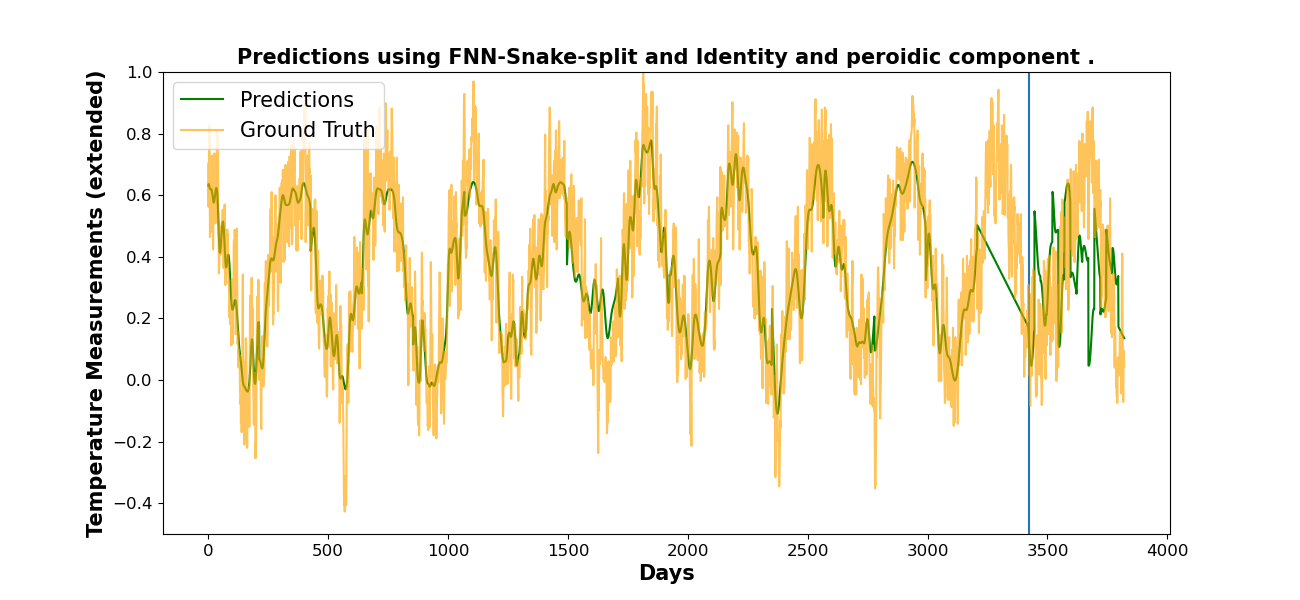 Predictions using FNN-Snake-split and Identity and peroidic component .
Temperature Measurements (extended)
1.0
0.8
0.6
0.4
0.2
0.0
−0.2
−0.4
Predictions
Ground Truth
0 500 1000 1500 2000 2500 3000 3500 4000
Days